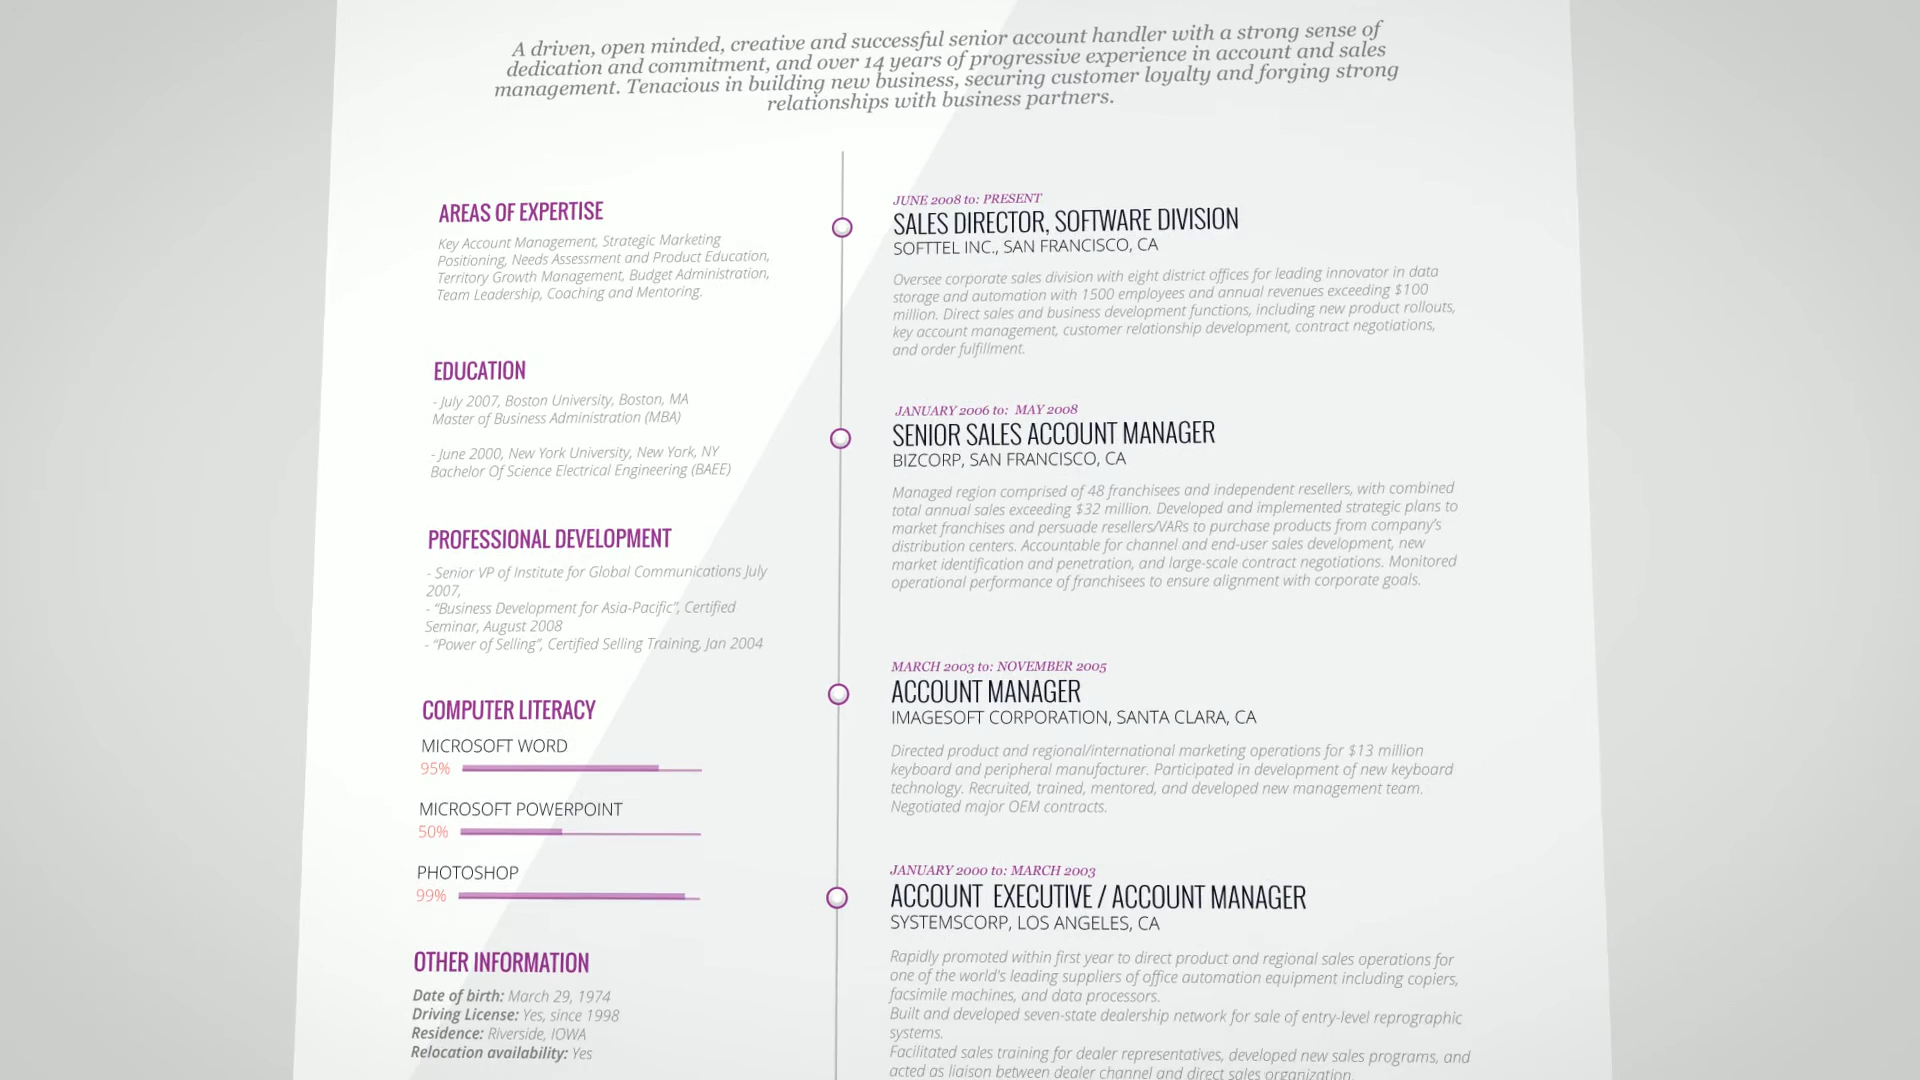 A driven, open minded, creative and successful senior account handler with a strong sense of
dedication and commitment, and over 14 years of progressive experience in account and sales
management. Tenacious in building new business, securing customer loyalty and forging strong
relationships with business partners.
AREAS OF EXPERTISE
Key Account Management, Strategic Marketing
Positioning, Needs Assessment and Product Education,
Territory Growth Management, Budget Administration,
Team Leadership, Coaching and Mentoring.
EDUCATION
- July 2007, Boston University, Boston, MA
Master of Business Administration (MBA)
- June 2000, New York University, New York, NY
Bachelor Of Science Electrical Engineering (BAEE)
PROFESSIONAL DEVELOPMENT
- Senior VP of Institute for Global Communications July
2007,
- “Business Development for Asia-Pacific”, Certified
Seminar, August 2008
- “Power of Selling”, Certified Selling Training, Jan 2004
COMPUTER LITERACY
MICROSOFT WORD
95%
MICROSOFT POWERPOINT
50%
PHOTOSHOP
99%
OTHER INFORMATION
Date of birth: March 29, 1974
Driving License: Yes, since 1998
Residence: Riverside, IOWA
Relocation availability: Yes
JUNE 2008 to: PRESENT
SALES DIRECTOR, SOFTWARE DIVISION
SOFTTEL INC., SAN FRANCISCO, CA
Oversee corporate sales division with eight district offices for leading innovator in data
storage and automation with 1500 employees and annual revenues exceeding $100
million. Direct sales and business development functions, including new product rollouts,
key account management, customer relationship development, contract negotiations,
and order fulfillment.
JANUARY 2006 to: MAY 2008
SENIOR SALES ACCOUNT MANAGER
BIZCORP, SAN FRANCISCO, CA
Managed region comprised of 48 franchisees and independent resellers, with combined
total annual sales exceeding $32 million. Developed and implemented strategic plans to
market franchises and persuade resellers/VARs to purchase products from company’s
distribution centers. Accountable for channel and end-user sales development, new
market identification and penetration, and large-scale contract negotiations. Monitored
operational performance of franchisees to ensure alignment with corporate goals.
MARCH 2003 to: NOVEMBER 2005
ACCOUNT MANAGER
IMAGESOFT CORPORATION, SANTA CLARA, CA
Directed product and regional/international marketing operations for $13 million
keyboard and peripheral manufacturer. Participated in development of new keyboard
technology. Recruited, trained, mentored, and developed new management team.
Negotiated major OEM contracts.
JANUARY 2000 to: MARCH 2003
ACCOUNT EXECUTIVE / ACCOUNT MANAGER
SYSTEMSCORP, LOS ANGELES, CA
Rapidly promoted within first year to direct product and regional sales operations for
one of the world's leading suppliers of office automation equipment including copiers,
facsimile machines, and data processors.
Built and developed seven-state dealership network for sale of entry-level reprographic
systems.
Facilitated sales training for dealer representatives, developed new sales programs, and
acted as liaison between dealer channel and direct sales organization.